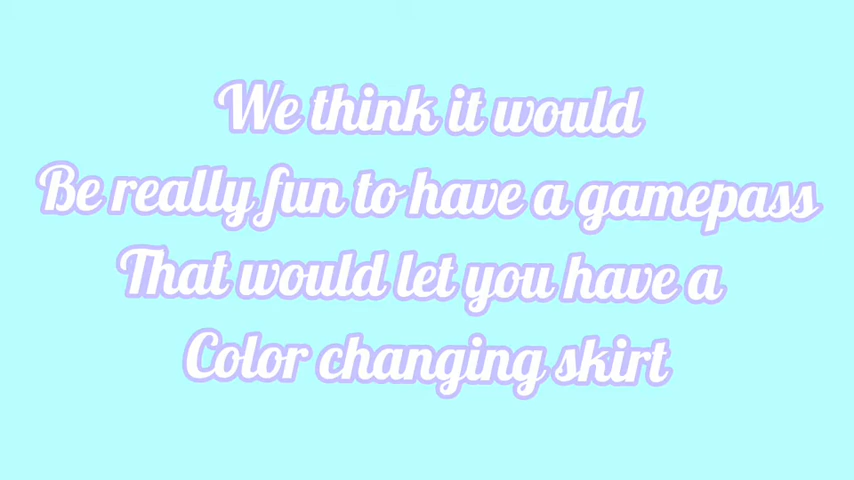 We think it would
Be really fun to have a gamepass
That would let you have a
Color changing skirt